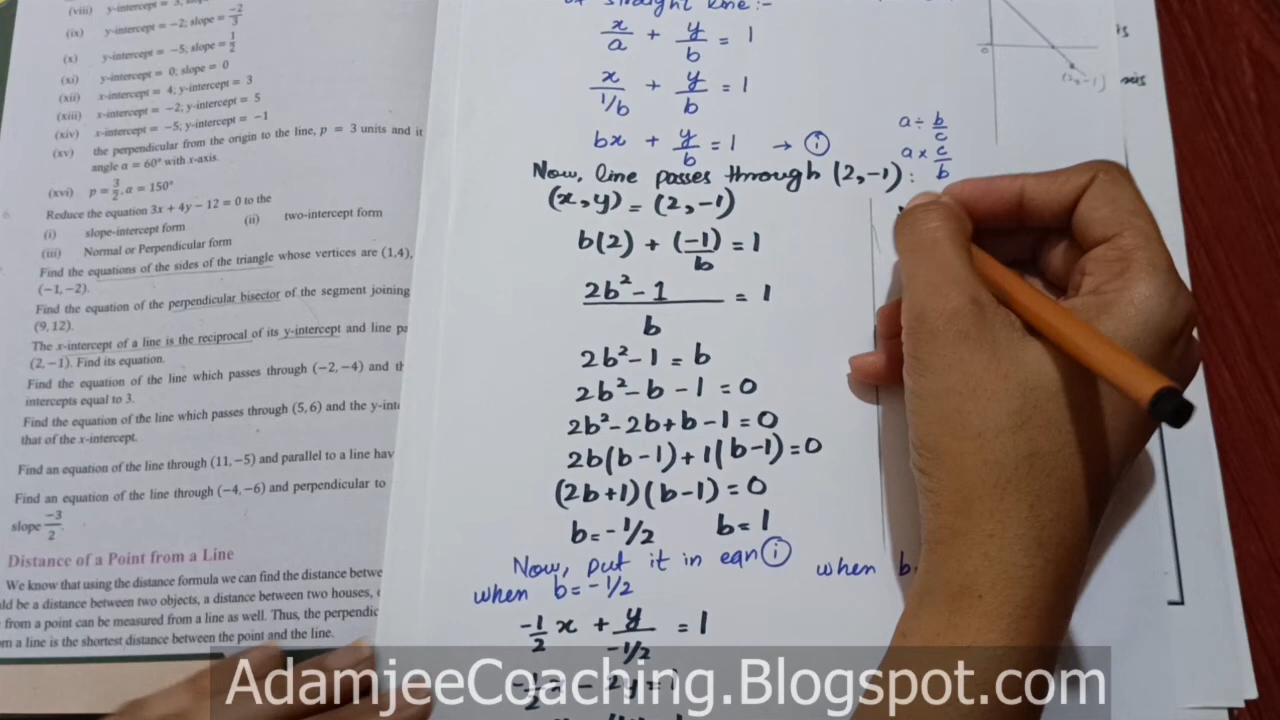 (viii) y-intercept = 3;
(ix) y-intercept = −2; slope = −2/3
(x) y-intercept = −5; slope = 1/2
(xi) y-intercept = 0; slope = 0
(xii) x-intercept = 4; y-intercept = 3
(xiii) x-intercept = −2; y-intercept = 5
(xiv) x-intercept = −5; y-intercept = −1
(xv) the perpendicular from the origin to the line, p = 3 units and it
angle α = 60° with x-axis.
(xvi) p = 3/2, α = 150°
Reduce the equation 3x + 4y − 12 = 0 to the
(i) slope-intercept form (ii) two-intercept form
(iii) Normal or Perpendicular form
Find the equations of the sides of the triangle whose vertices are (1,4),
(−1, −2).
Find the equation of the perpendicular bisector of the segment joining
(9, 12).
The x-intercept of a line is the reciprocal of its y-intercept and line
(2, −1). Find its equation.
Find the equation of the line which passes through (−2, −4) and
intercepts equal to 3.
Find the equation of the line which passes through (5, 6) and the
that of the x-intercept.
Find an equation of the line through (11, −5) and parallel to a line
Find an equation of the line through (−4, −6) and perpendicular to
slope −3/2.
Distance of a Point from a Line
We know that using the distance formula we can find the distance
be a distance between two objects, a distance between two houses,
from a point can be measured from a line as well. Thus, the
line is the shortest distance between the point and the line.
of straight line:-
x/a + y/b = 1
x/1/b + y/b = 1
bx + y/b = 1 → (i)
a ÷ b/c
a × c/b
Now, line passes through (2,-1):
(x,y) = (2,-1)
b(2) + (-1/b) = 1
2b² - 1 / b = 1
2b² - 1 = b
2b² - b - 1 = 0
2b² - 2b + b - 1 = 0
2b(b-1) + 1(b-1) = 0
(2b+1)(b-1) = 0
b = -1/2 b = 1
Now, put it in eqn (i)
when b = -1/2 when b
-1/2 x + y/-1/2 = 1
-1/2 x - 2y = 1
0
(2,-1)
AdamjeeCoaching.Blogspot.com